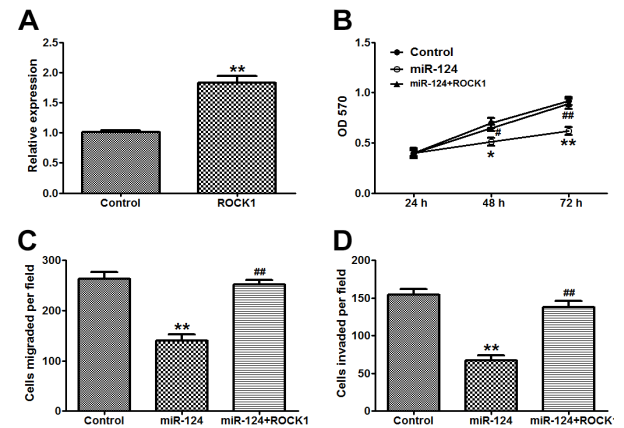 A
Relative expression
2.5
2.0
1.5
1.0
0.5
0.0
**
Control
ROCK1
B
OD 570
1.5
1.0
0.5
0.0
Control
miR-124
miR-124+ROCK1
#
*
##
**
24 h
48 h
72 h
C
Cells migraded per field
300
200
100
0
**
##
Control
miR-124
miR-124+ROCK1
D
Cells invaded per field
200
150
100
50
0
**
##
Control
miR-124
miR-124+ROCK